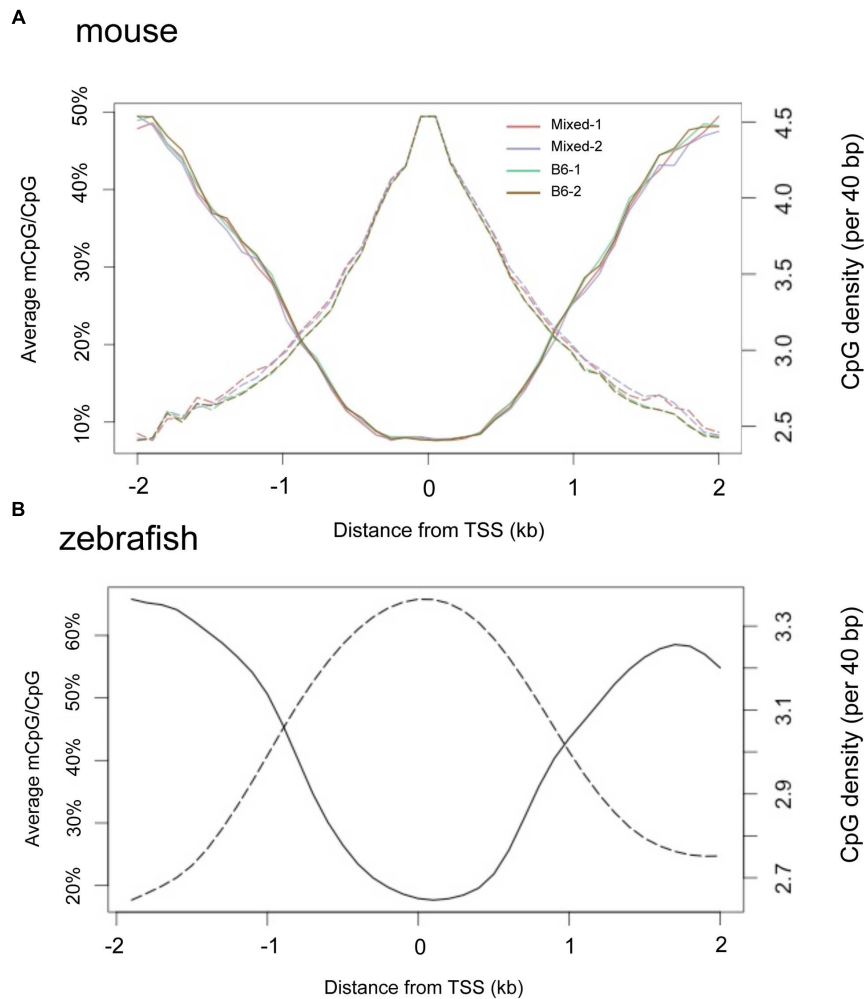 A
mouse
50%
40%
30%
20%
10%
Average mCpG/CpG
Mixed-1
Mixed-2
B6-1
B6-2
4.5
4.0
3.5
3.0
2.5
CpG density (per 40 bp)
-2 -1 0 1 2
Distance from TSS (kb)
B
zebrafish
60%
50%
40%
30%
20%
Average mCpG/CpG
3.3
3.1
2.9
2.7
CpG density (per 40 bp)
-2 -1 0 1 2
Distance from TSS (kb)